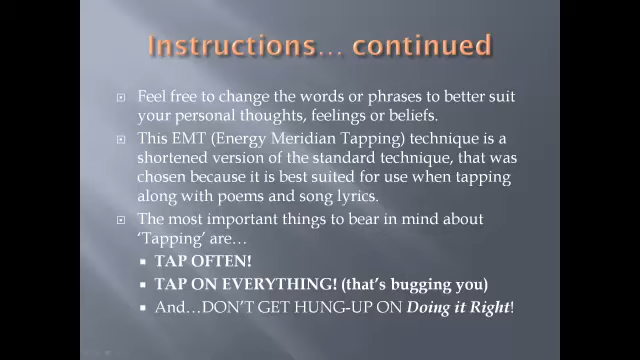 Instructions... continued
Feel free to change the words or phrases to better suit
your personal thoughts, feelings or beliefs.
This EMT (Energy Meridian Tapping) technique is a
shortened version of the standard technique, that was
chosen because it is best suited for use when tapping
along with poems and song lyrics.
The most important things to bear in mind about
‘Tapping’ are...
TAP OFTEN!
TAP ON EVERYTHING! (that’s bugging you)
And...DON’T GET HUNG-UP ON Doing it Right!